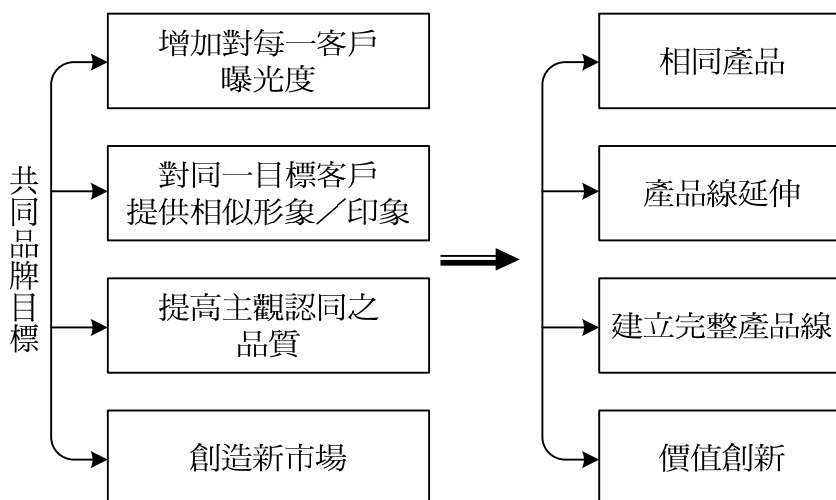 共同品牌目標
增加對每一客戶
曝光度
對同一目標客戶
提供相似形象／印象
提高主觀認同之
品質
創造新市場
相同產品
產品線延伸
建立完整產品線
價值創新